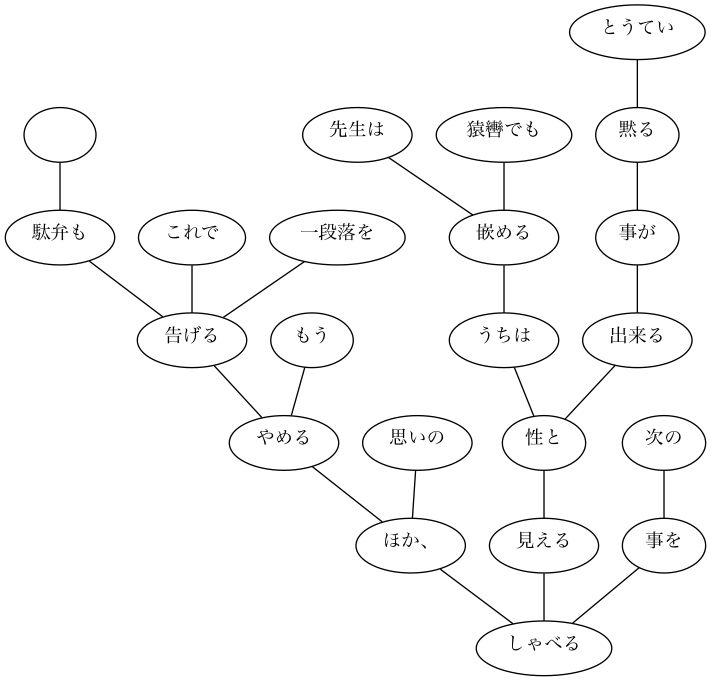 とうてい
先生は 猿轡でも 黙る
駄弁も これで 一段落を 嵌める 事が
告げる もう うちは 出来る
やめる 思いの 性と 次の
ほか、 見える 事を
しゃべる